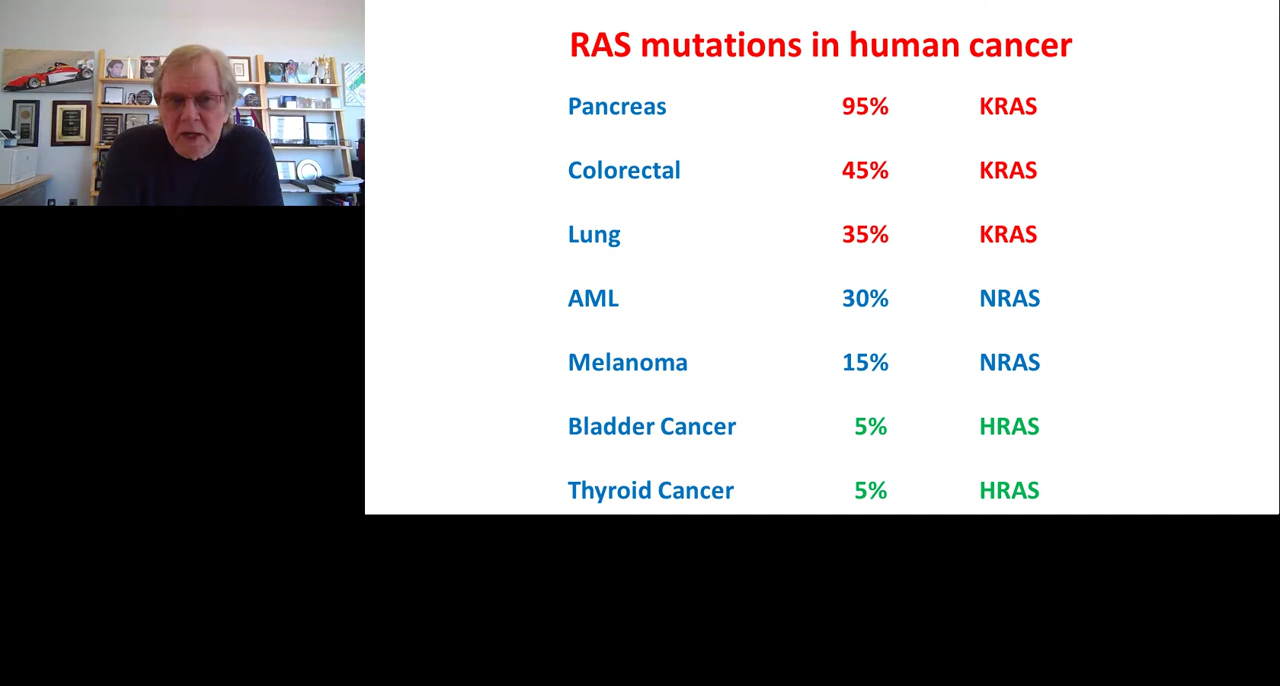 RAS mutations in human cancer
Pancreas 95% KRAS
Colorectal 45% KRAS
Lung 35% KRAS
AML 30% NRAS
Melanoma 15% NRAS
Bladder Cancer 5% HRAS
Thyroid Cancer 5% HRAS